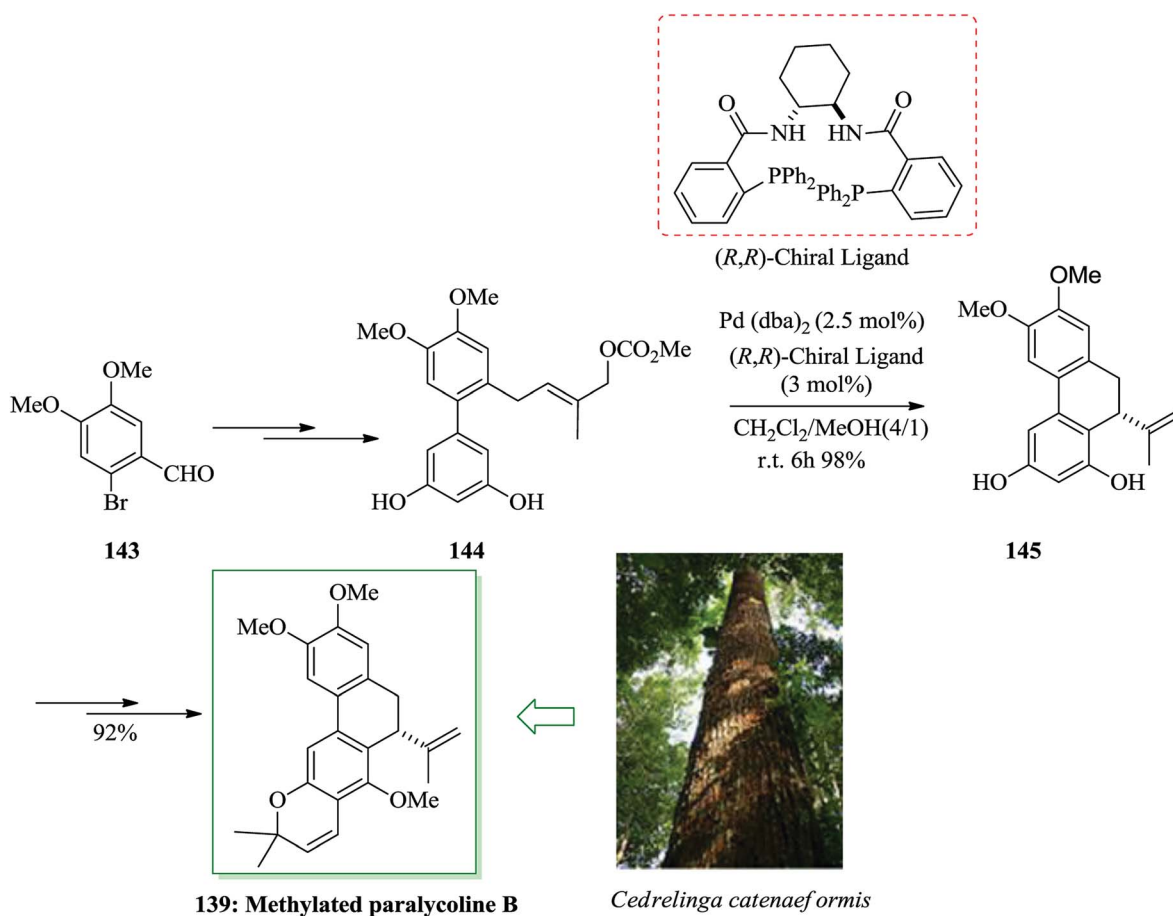 O
NH
HN
O
PPh2
Ph2P
(R,R)-Chiral Ligand
OMe
MeO
OCO2Me
HO
OH
144
OMe
MeO
CHO
Br
143
Pd (dba)2 (2.5 mol%)
(R,R)-Chiral Ligand
(3 mol%)
CH2Cl2/MeOH(4/1)
r.t. 6h 98%
OMe
MeO
HO
OH
145
92%
OMe
MeO
O
OMe
139: Methylated paralycoline B
Cedrelinga catenaef ormis